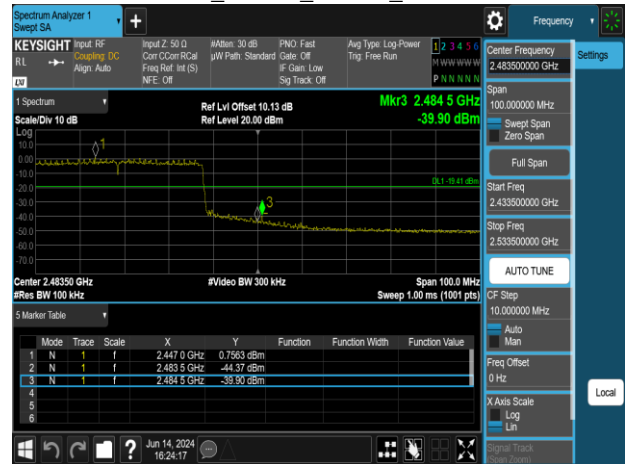 Spectrum Analyzer 1
Swept SA
Frequency
KEYSIGHT
RL
Input: RF
Coupling: DC
Align: Auto
Input Z: 50 Ω
Corr CCorr RCal
Freq Ref: Int (S)
NFE: Off
#Atten: 30 dB
µW Path: Standard
PNO: Fast
Gate: Off
IF Gain: Low
Sig Track: Off
Avg Type: Log-Power
Trig: Free Run
1 2 3 4 5 6
M W W W W W
P N N N N N
1 Spectrum
Scale/Div 10 dB
Ref Lvl Offset 10.13 dB
Ref Level 20.00 dBm
Mkr3 2.484 5 GHz
-39.90 dBm
Log
10.0
0.00
-10.0
-20.0
-30.0
-40.0
-50.0
-60.0
-70.0
1
DL1 -19.41 dBm
3
Center 2.48350 GHz
#Res BW 100 kHz
#Video BW 300 kHz
Span 100.0 MHz
Sweep 1.00 ms (1001 pts)
5 Marker Table
Mode Trace Scale X Y Function Function Width Function Value
1 N 1 f 2.447 0 GHz 0.7563 dBm
2 N 1 f 2.483 5 GHz -44.37 dBm
3 N 1 f 2.484 5 GHz -39.90 dBm
4
5
6
Jun 14, 2024
16:24:17
Center Frequency
2.483500000 GHz
Span
100.000000 MHz
Swept Span
Zero Span
Full Span
Start Freq
2.433500000 GHz
Stop Freq
2.533500000 GHz
AUTO TUNE
CF Step
10.000000 MHz
Auto
Man
Freq Offset
0 Hz
X Axis Scale
Log
Lin
Signal Track
(Span Zoom)
Settings
Local